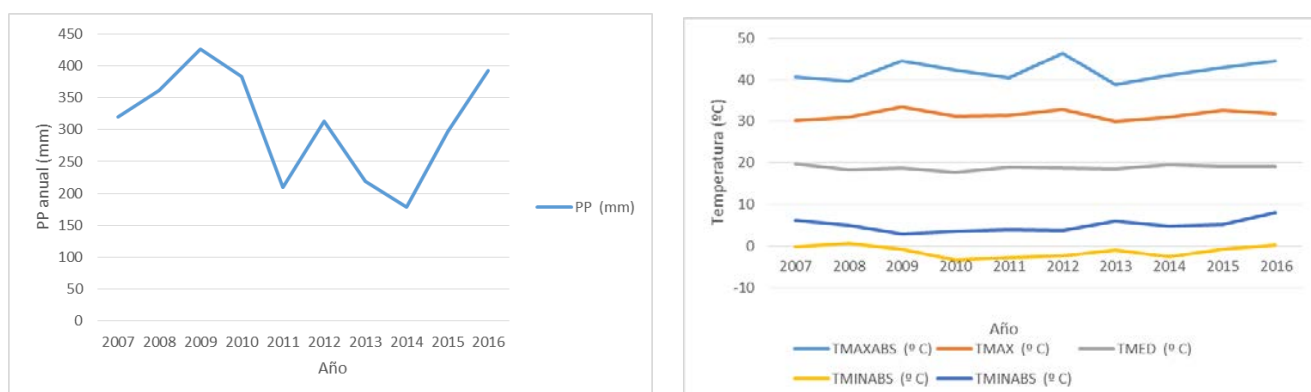 PP anual (mm)
450
400
350
300
250
200
150
100
50
0
2007 2008 2009 2010 2011 2012 2013 2014 2015 2016
Año
PP (mm)
Temperatura (ºC)
50
40
30
20
10
0
-10
2007 2008 2009 2010 2011 2012 2013 2014 2015 2016
Año
TMAXABS (º C) TMAX (º C) TMED (º C)
TMINABS (º C) TMINABS (º C)